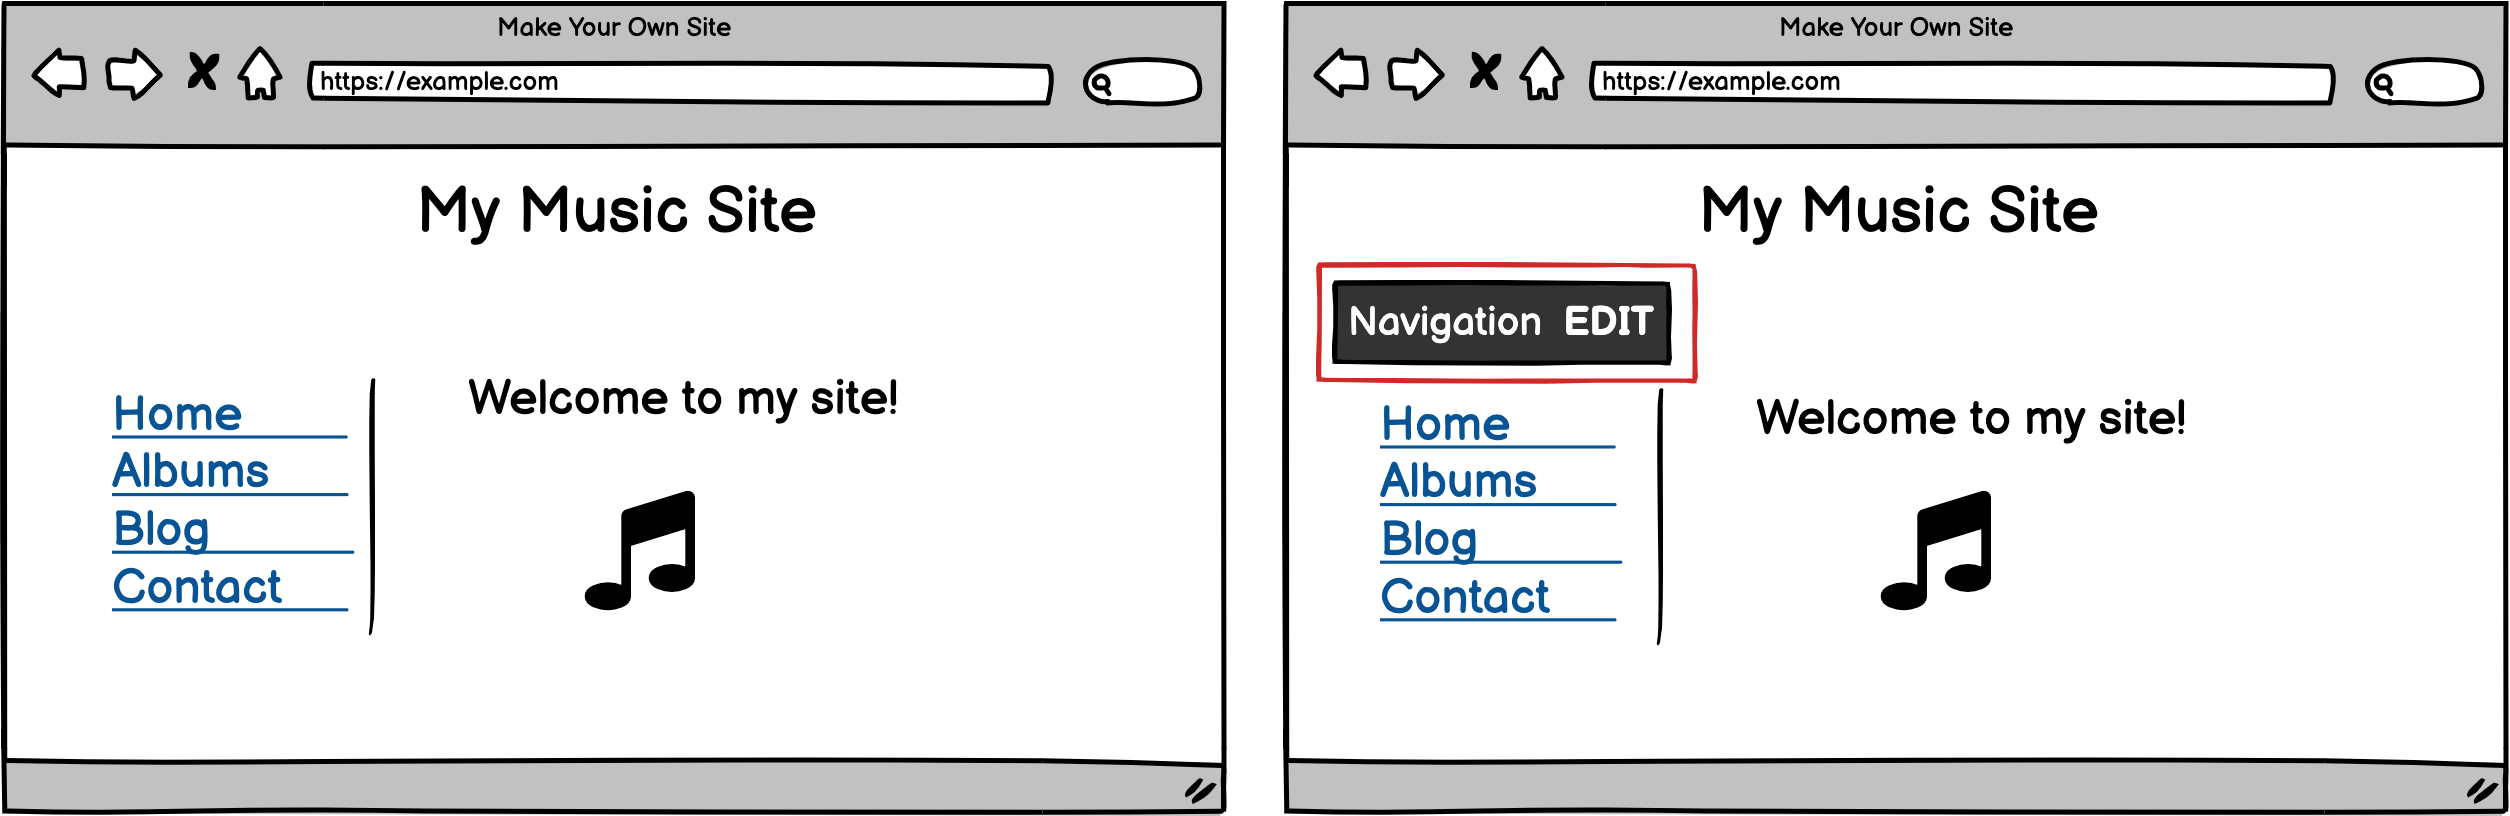 Make Your Own Site
https://example.com
My Music Site
Welcome to my site!
Home
Albums
Blog
Contact
Make Your Own Site
https://example.com
My Music Site
Navigation EDIT
Welcome to my site!
Home
Albums
Blog
Contact